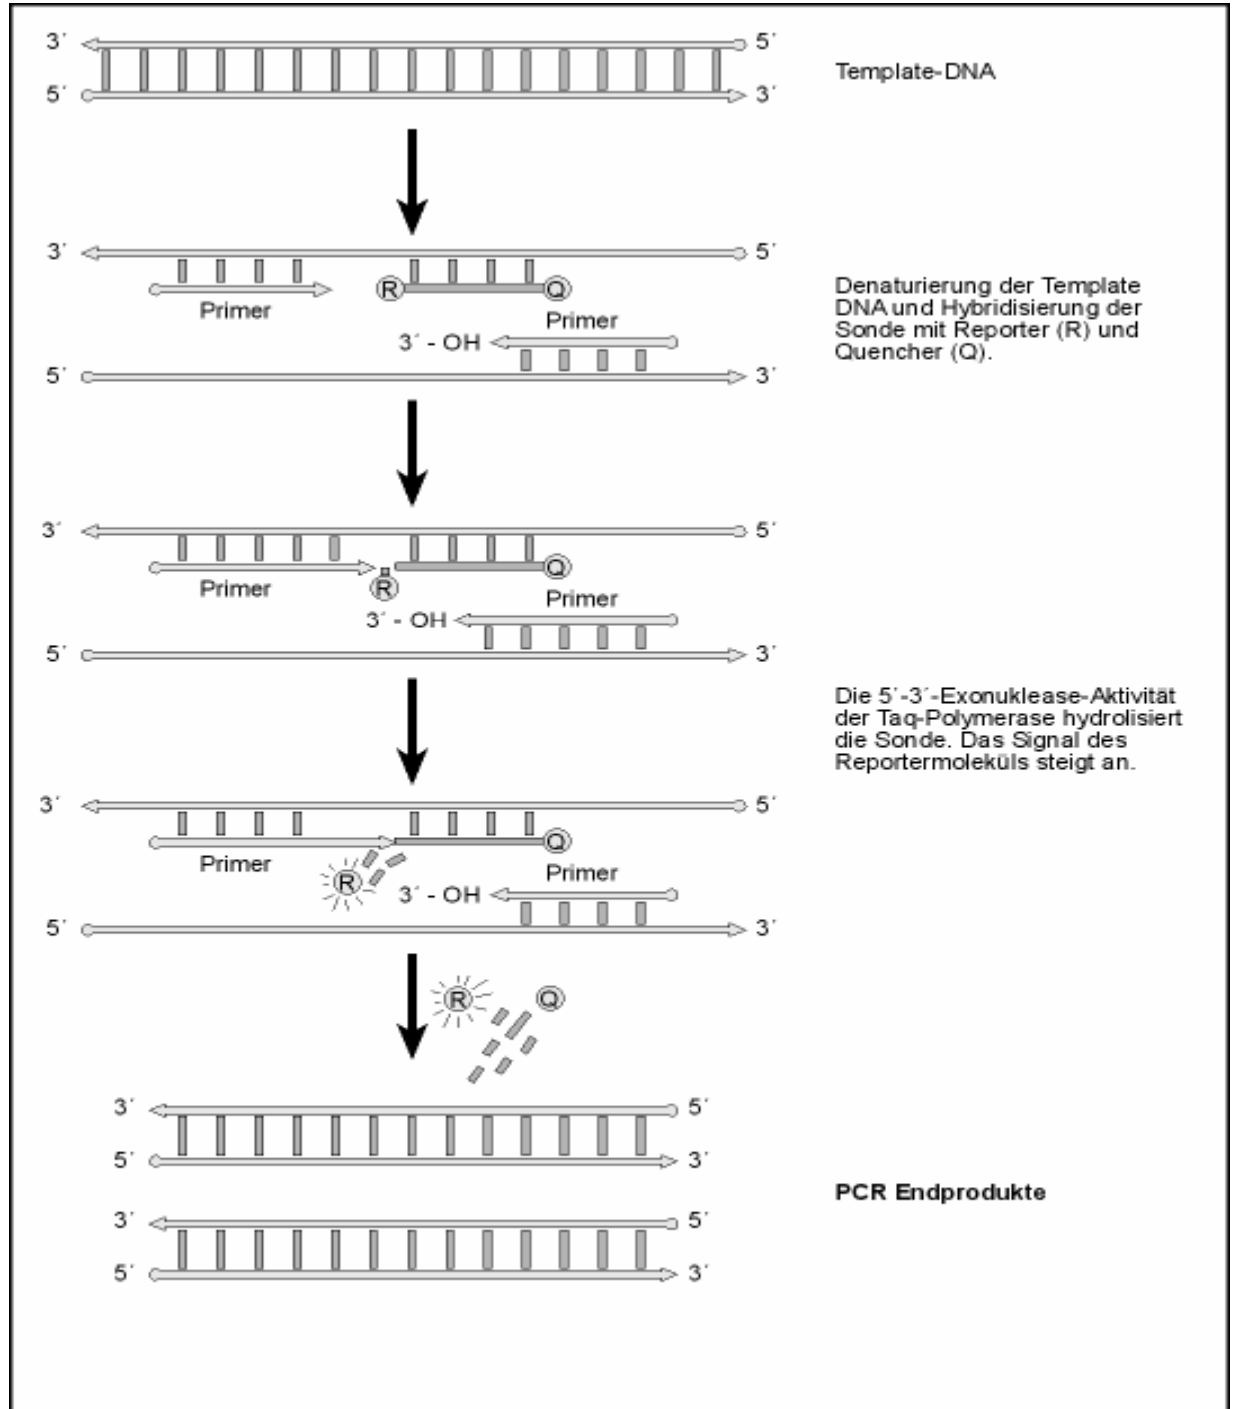 3´ 5´
Template-DNA
5´ 3´
3´ 5´
R Q
Primer
Primer
3´ - OH
5´ 3´
Denaturierung der Template
DNA und Hybridisierung der
Sonde mit Reporter (R) und
Quencher (Q).
3´ 5´
Q
R
Primer
Primer
3´ - OH
5´ 3´
Die 5´-3´-Exonuklease-Aktivität
der Taq-Polymerase hydrolisiert
die Sonde. Das Signal des
Reportermoleküls steigt an.
3´ 5´
Q
Primer
Primer
R
3´ - OH
5´ 3´
R Q
3´ 5´
5´ 3´
PCR Endprodukte
3´ 5´
5´ 3´